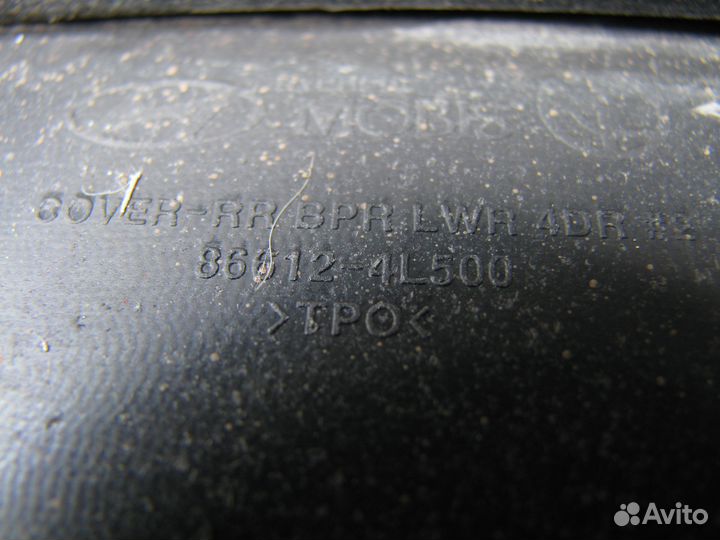 MOBIS
COVER-RR BPR LWR 4DR
86612-4L500
>TPO<
Avito